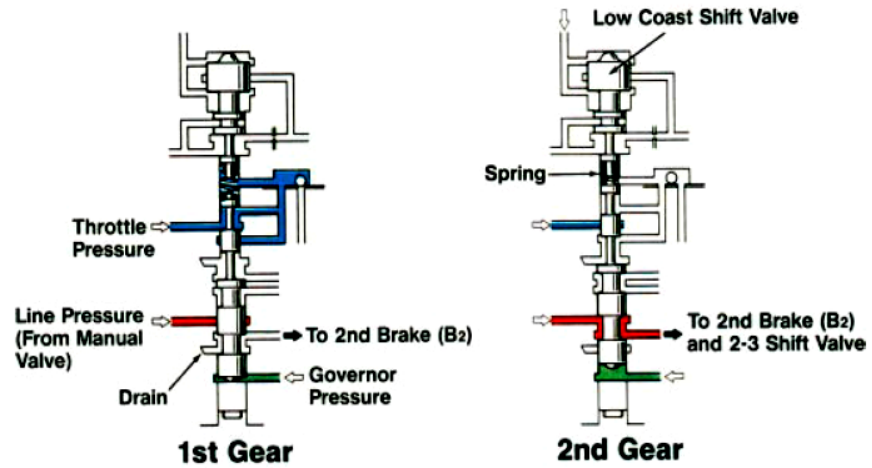 Low Coast Shift Valve
Spring
Throttle
Pressure
Line Pressure
(From Manual
Valve)
To 2nd Brake (B₂)
Drain
Governor
Pressure
To 2nd Brake (B₂)
and 2-3 Shift Valve
1st Gear
2nd Gear